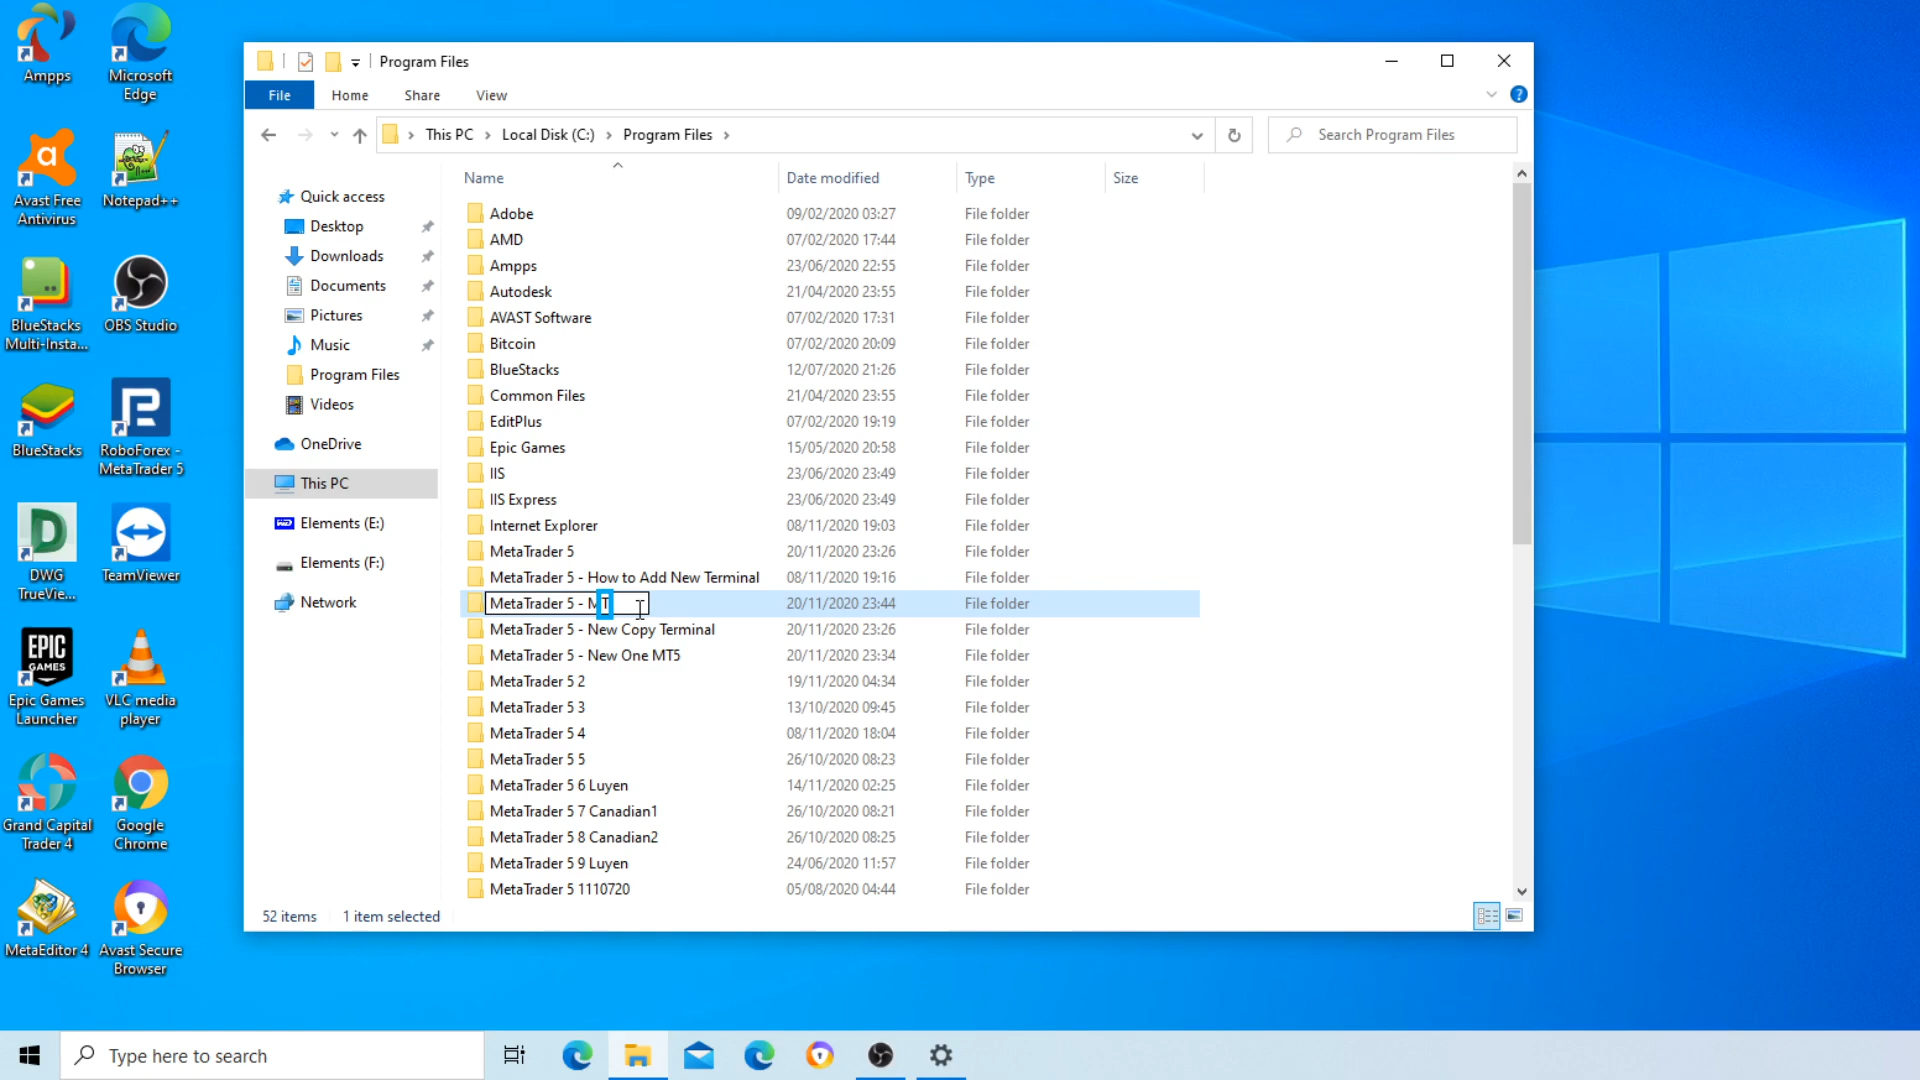 Ampps
Microsoft
Edge
Avast Free
Antivirus
Notepad++
BlueStacks
Multi-Insta...
OBS Studio
BlueStacks
RoboForex -
MetaTrader 5
DWG
TrueVie...
TeamViewer
Epic Games
Launcher
VLC media
player
Grand Capital
Trader 4
Google
Chrome
MetaEditor 4
Avast Secure
Browser
Program Files
File
Home
Share
View
This PC
Local Disk (C:)
Program Files
Search Program Files
Quick access
Desktop
Downloads
Documents
Pictures
Music
Program Files
Videos
OneDrive
This PC
Elements (E:)
Elements (F:)
Network
Name Date modified Type Size
Adobe 09/02/2020 03:27 File folder
AMD 07/02/2020 17:44 File folder
Ampps 23/06/2020 22:55 File folder
Autodesk 21/04/2020 23:55 File folder
AVAST Software 07/02/2020 17:31 File folder
Bitcoin 07/02/2020 20:09 File folder
BlueStacks 12/07/2020 21:26 File folder
Common Files 21/04/2020 23:55 File folder
EditPlus 07/02/2020 19:19 File folder
Epic Games 15/05/2020 20:58 File folder
IIS 23/06/2020 23:49 File folder
IIS Express 23/06/2020 23:49 File folder
Internet Explorer 08/11/2020 19:03 File folder
MetaTrader 5 20/11/2020 23:26 File folder
MetaTrader 5 - How to Add New Terminal 08/11/2020 19:16 File folder
MetaTrader 5 - MT 20/11/2020 23:44 File folder
MetaTrader 5 - New Copy Terminal 20/11/2020 23:26 File folder
MetaTrader 5 - New One MT5 20/11/2020 23:34 File folder
MetaTrader 5 2 19/11/2020 04:34 File folder
MetaTrader 5 3 13/10/2020 09:45 File folder
MetaTrader 5 4 08/11/2020 18:04 File folder
MetaTrader 5 5 26/10/2020 08:23 File folder
MetaTrader 5 6 Luyen 14/11/2020 02:25 File folder
MetaTrader 5 7 Canadian1 26/10/2020 08:21 File folder
MetaTrader 5 8 Canadian2 26/10/2020 08:25 File folder
MetaTrader 5 9 Luyen 24/06/2020 11:57 File folder
MetaTrader 5 1110720 05/08/2020 04:44 File folder
52 items 1 item selected
Type here to search